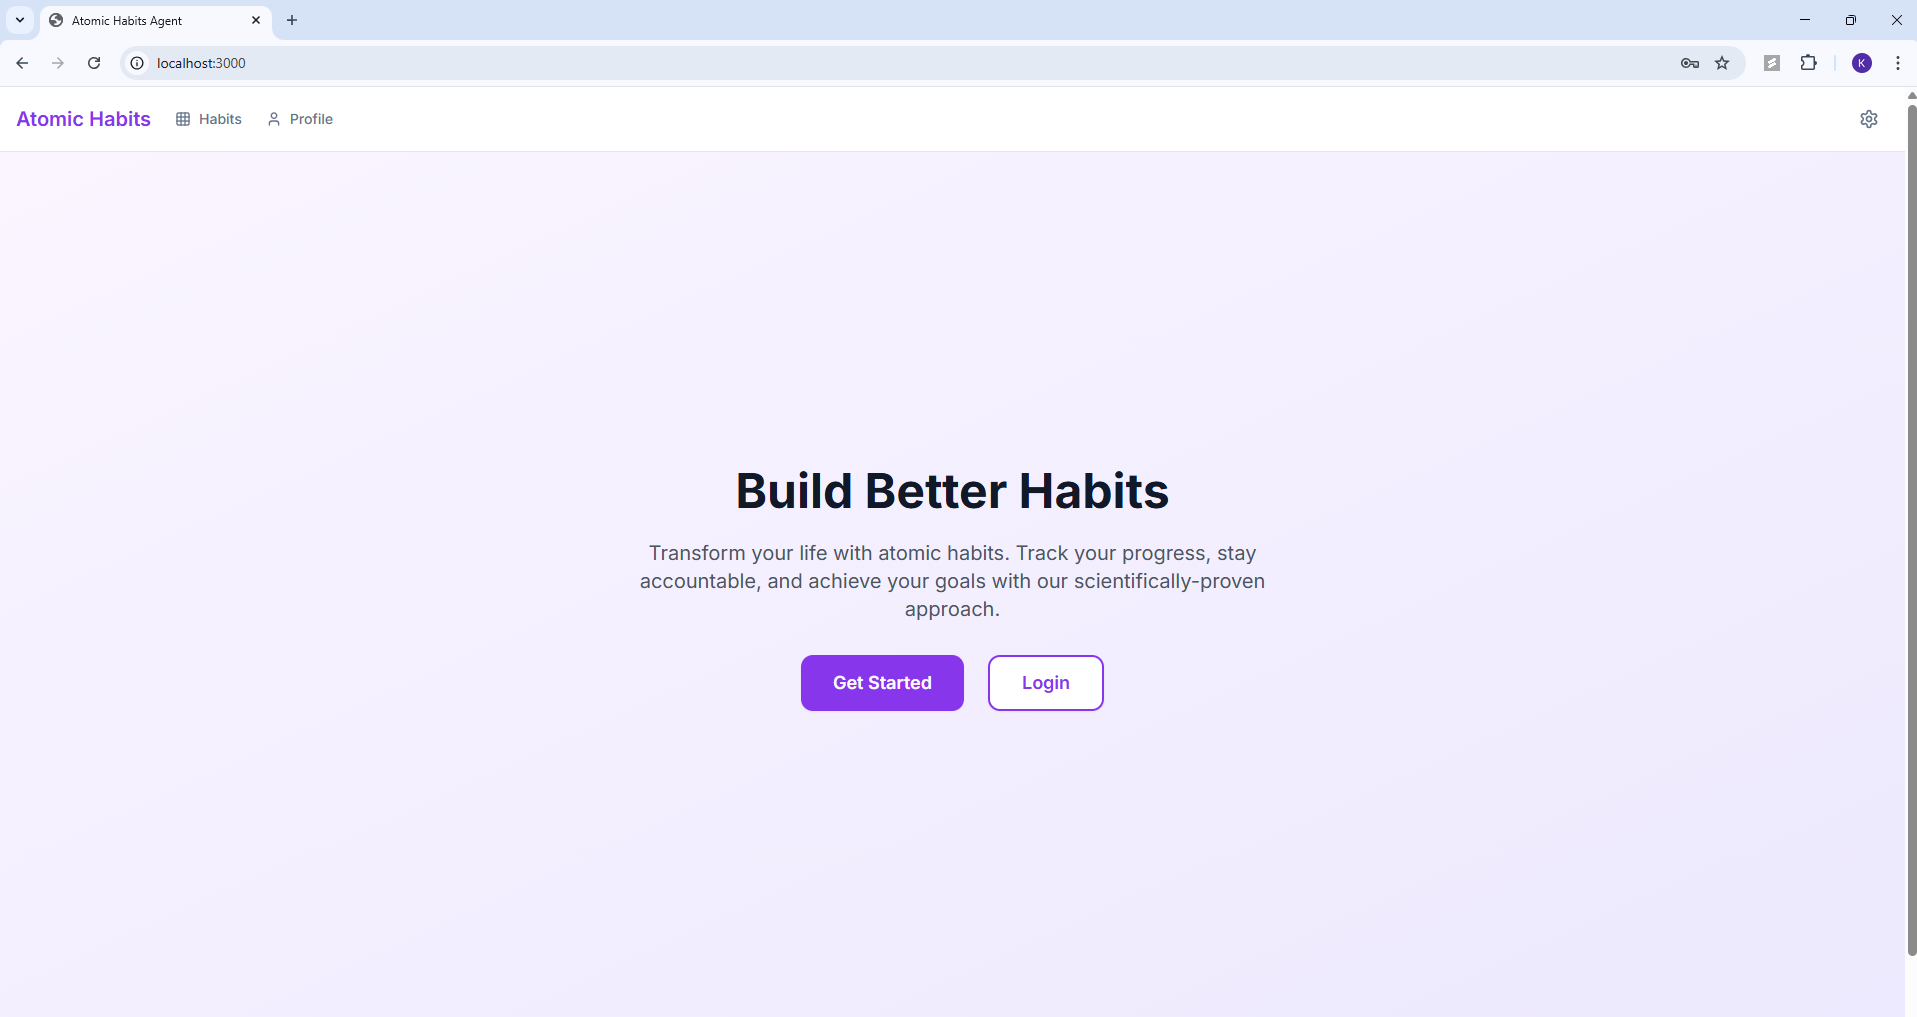 Atomic Habits Agent
localhost:3000
K
Atomic Habits Habits Profile
Build Better Habits
Transform your life with atomic habits. Track your progress, stay
accountable, and achieve your goals with our scientifically-proven
approach.
Get Started Login